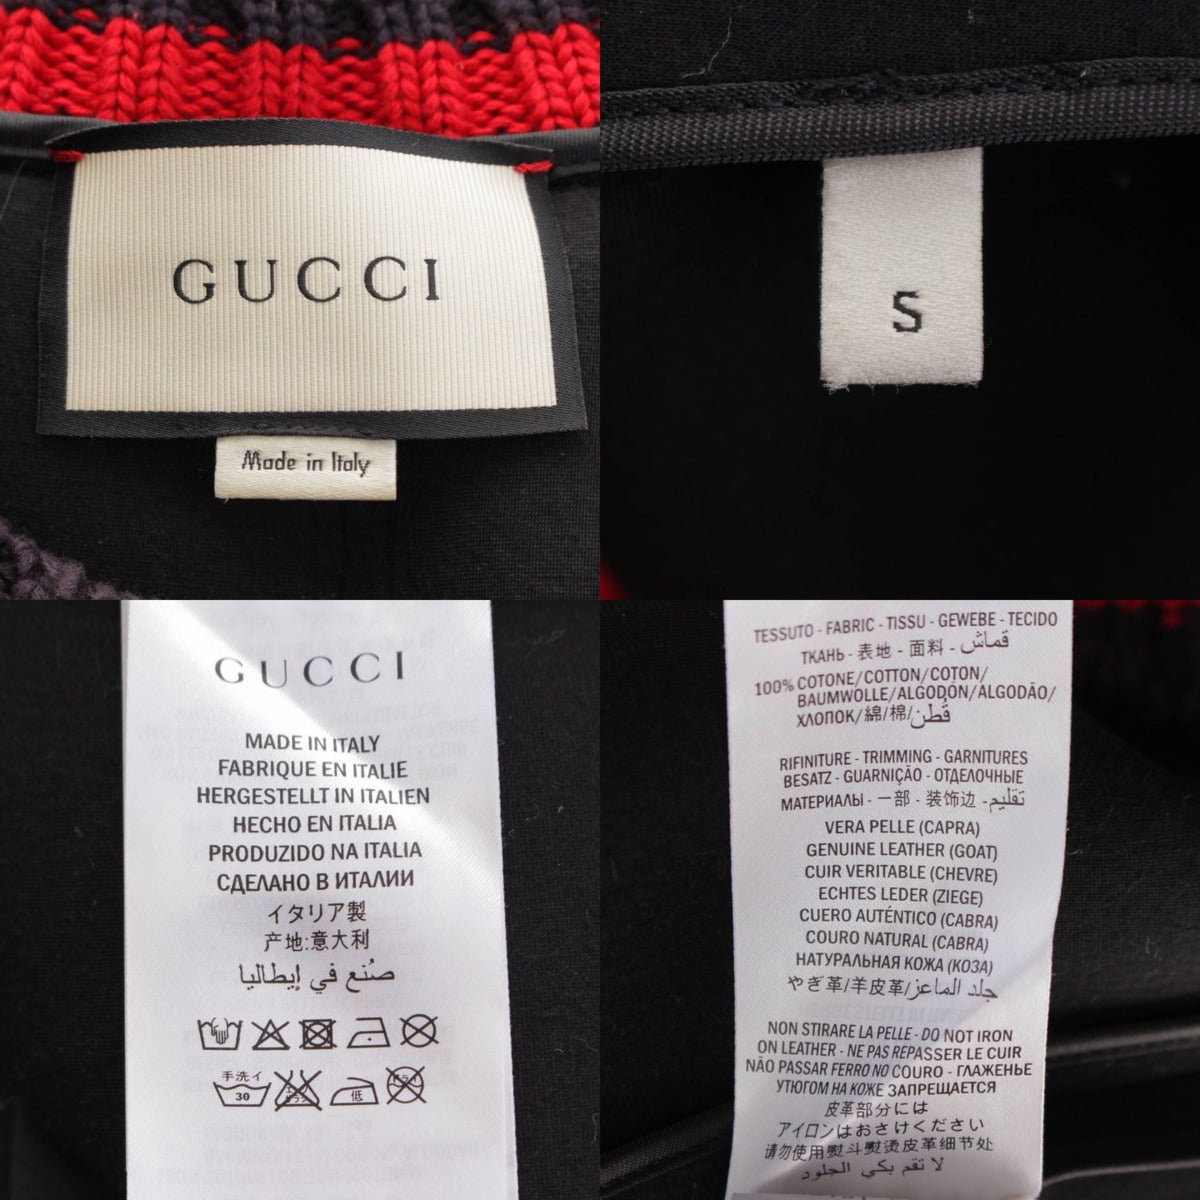 GUCCI
Made in Italy
S
GUCCI
MADE IN ITALY
FABRIQUE EN ITALIE
HERGESTELLT IN ITALIEN
HECHO EN ITALIA
PRODUZIDO NA ITALIA
СДЕЛАНО В ИТАЛИИ
イタリア製
产地:意大利
صُنع في إيطاليا
手洗イ
30
低
TESSUTO - FABRIC - TISSU - GEWEBE - TECIDO
ТКАНЬ - 表地 - 面料 - قماش
100% COTONE/COTTON/COTON/
BAUMWOLLE/ALGODÓN/ALGODÃO/
ХЛОПОК/綿/棉/قُطن
RIFINITURE - TRIMMING - GARNITURES
BESATZ - GUARNIÇÃO - ОТДЕЛОЧНЫЕ
МАТЕРИАЛЫ - 一部 - 装饰边 - تقليم
VERA PELLE (CAPRA)
GENUINE LEATHER (GOAT)
CUIR VERITABLE (CHEVRE)
ECHTES LEDER (ZIEGE)
CUERO AUTÉNTICO (CABRA)
COURO NATURAL (CABRA)
НАТУРАЛЬНАЯ КОЖА (КОЗА)
やぎ革/羊皮革/جلد الماعز
NON STIRARE LA PELLE - DO NOT IRON
ON LEATHER - NE PAS REPASSER LE CUIR
NÃO PASSAR FERRO NO COURO - ГЛАЖЕНЬЕ
УТЮГОМ НА КОЖЕ ЗАПРЕЩАЕТСЯ
皮革部分には
アイロンはおさけください
请勿使用熨斗熨烫皮革细节处
لا تقم بكي الجلود